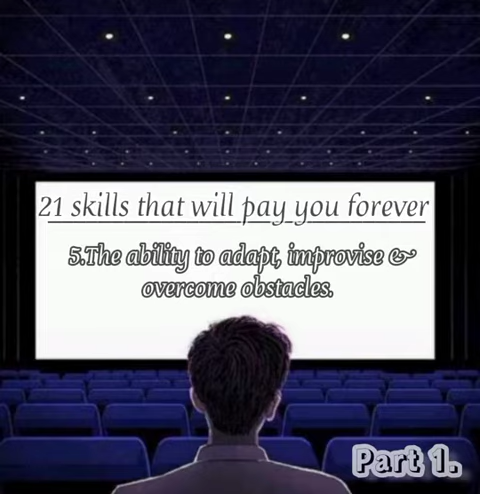 21 skills that will pay you forever
5.The ability to adapt, improvise &
overcome obstacles.
Part 1.